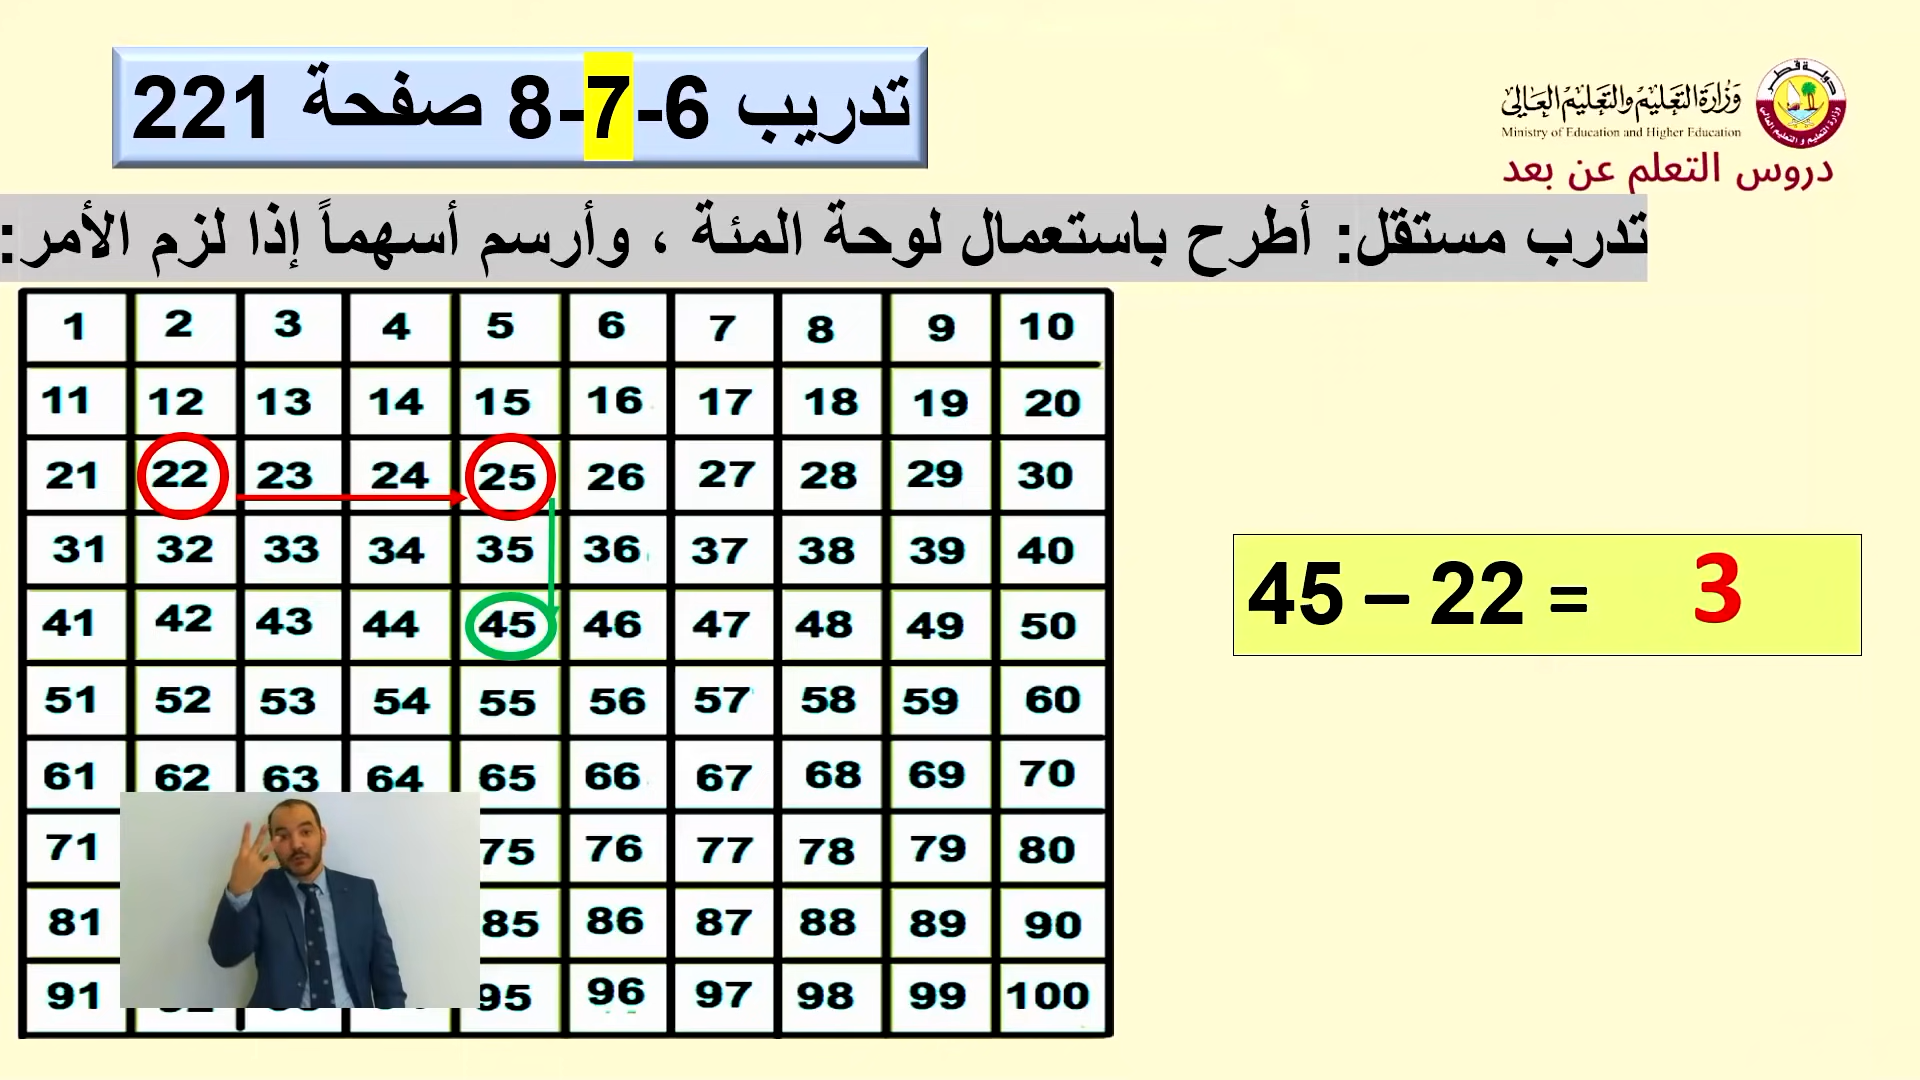 تدريب 6-7-8 صفحة 221
وزارة التعليم والتعليم العالي
Ministry of Education and Higher Education
دروس التعلم عن بعد
تدرب مستقل: أطرح باستعمال لوحة المئة ، وأرسم أسهماً إذا لزم الأمر:
1 2 3 4 5 6 7 8 9 10
11 12 13 14 15 16 17 18 19 20
21 22 23 24 25 26 27 28 29 30
31 32 33 34 35 36 37 38 39 40
41 42 43 44 45 46 47 48 49 50
51 52 53 54 55 56 57 58 59 60
61 62 63 64 65 66 67 68 69 70
71 75 76 77 78 79 80
81 85 86 87 88 89 90
91 95 96 97 98 99 100
45 – 22 = 3